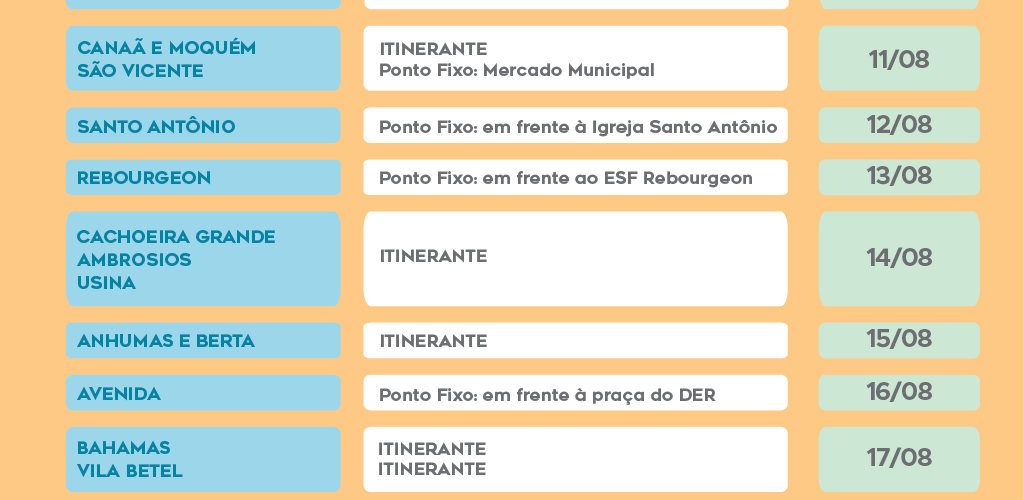 CANAÃ E MOQUÉM
SÃO VICENTE
ITINERANTE
Ponto Fixo: Mercado Municipal
11/08
SANTO ANTÔNIO
Ponto Fixo: em frente à Igreja Santo Antônio
12/08
REBOURGEON
Ponto Fixo: em frente ao ESF Rebourgeon
13/08
CACHOEIRA GRANDE
AMBROSIOS
USINA
ITINERANTE
14/08
ANHUMAS E BERTA
ITINERANTE
15/08
AVENIDA
Ponto Fixo: em frente à praça do DER
16/08
BAHAMAS
VILA BETEL
ITINERANTE
ITINERANTE
17/08